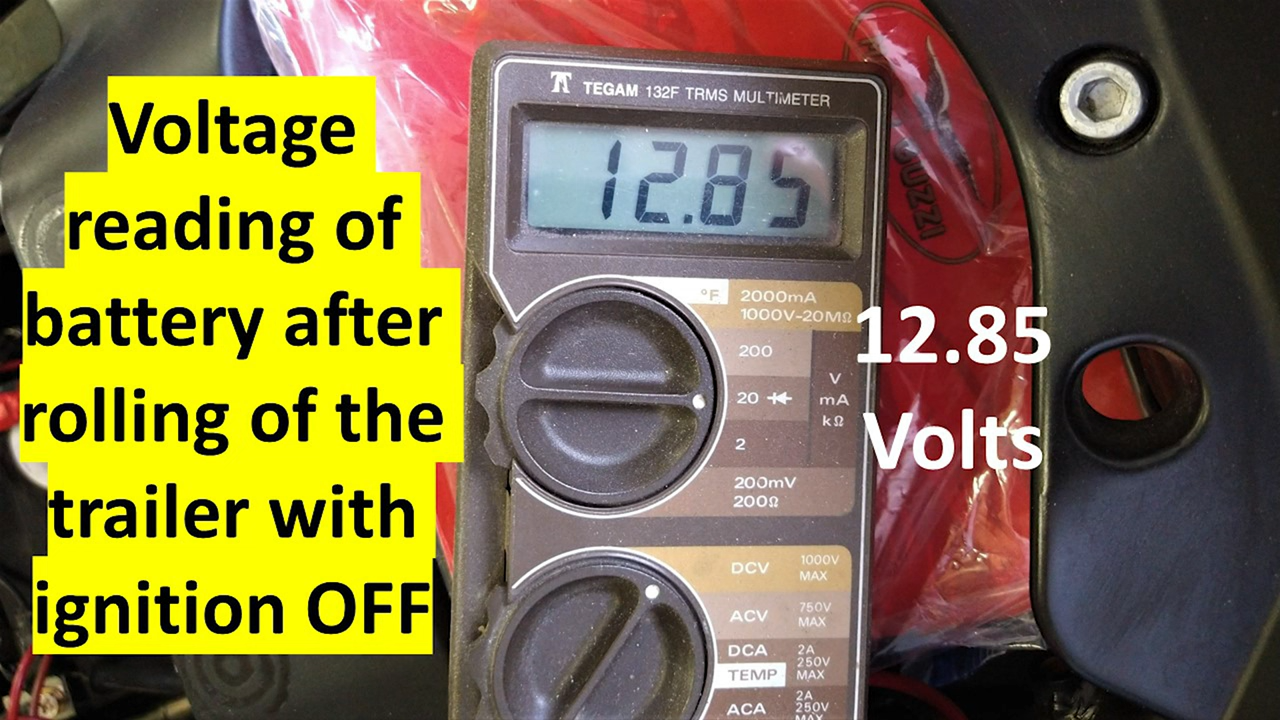 Voltage
reading of
battery after
rolling of the
trailer with
ignition OFF
TEGAM 132F TRMS MULTIMETER
12.85
°F
2000mA
1000V-20MΩ
200
20
2
200mV
200Ω
V
mA
kΩ
12.85
Volts
DCV 1000V
MAX
ACV 750V
MAX
DCA 2A
250V
TEMP MAX
ACA 2A
250V
MAX
UZZI